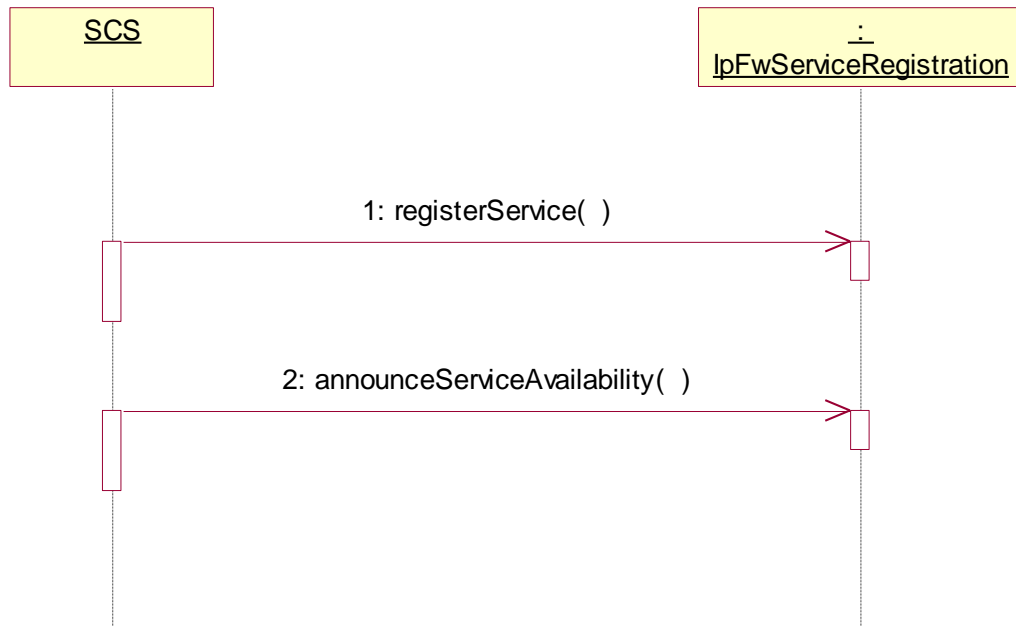 SCS
:
IpFwServiceRegistration
1: registerService( )
2: announceServiceAvailability( )